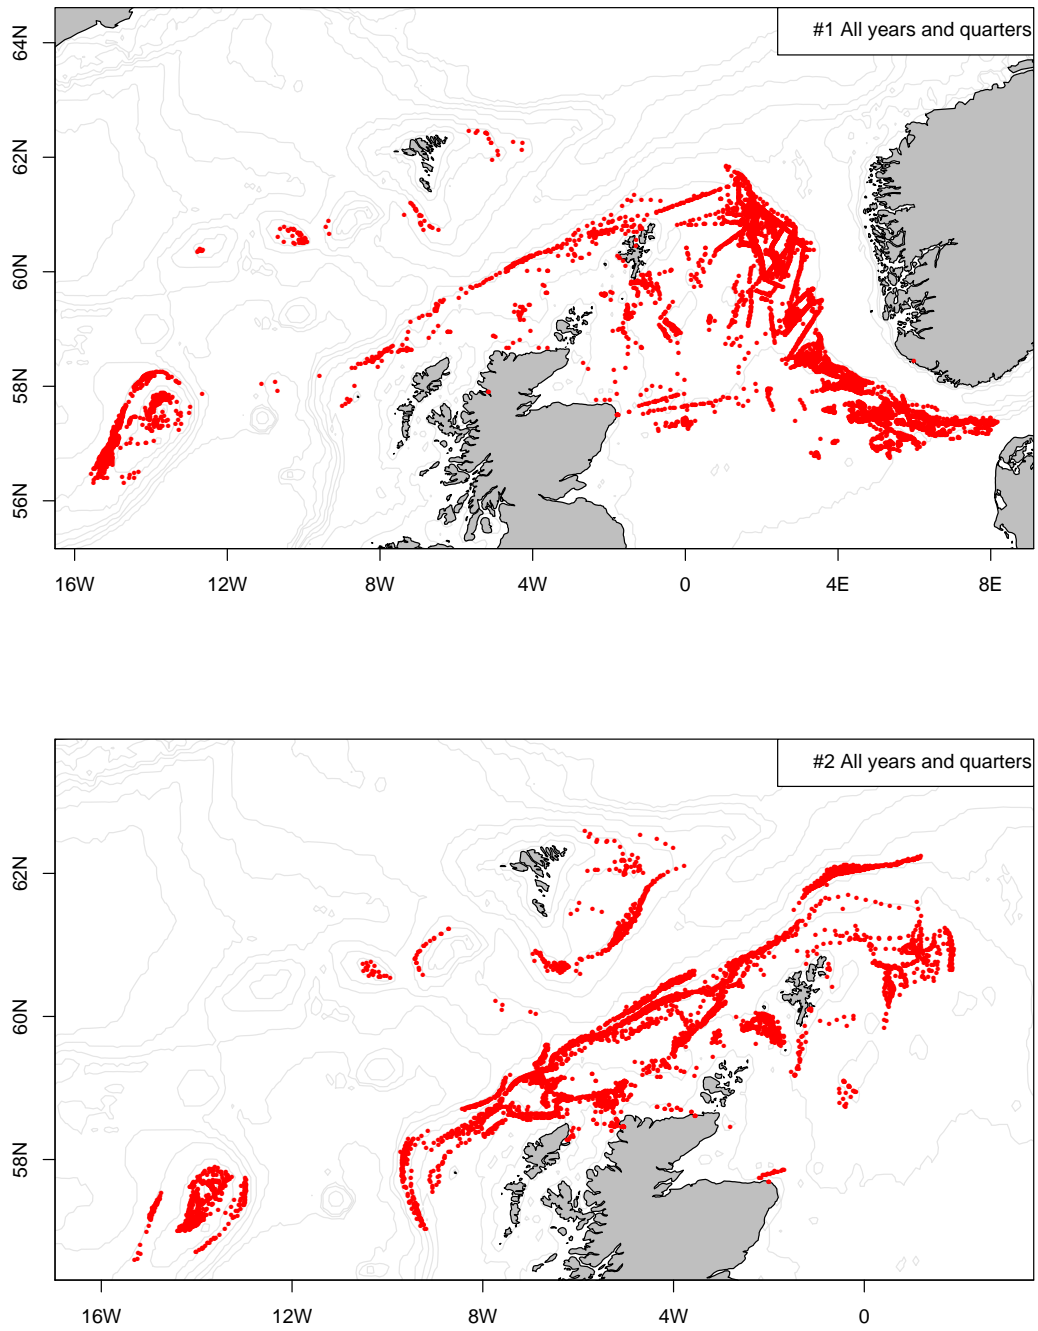 #1 All years and quarters
64N
62N
60N
58N
56N
16W 12W 8W 4W 0 4E 8E
#2 All years and quarters
62N
60N
58N
16W 12W 8W 4W 0